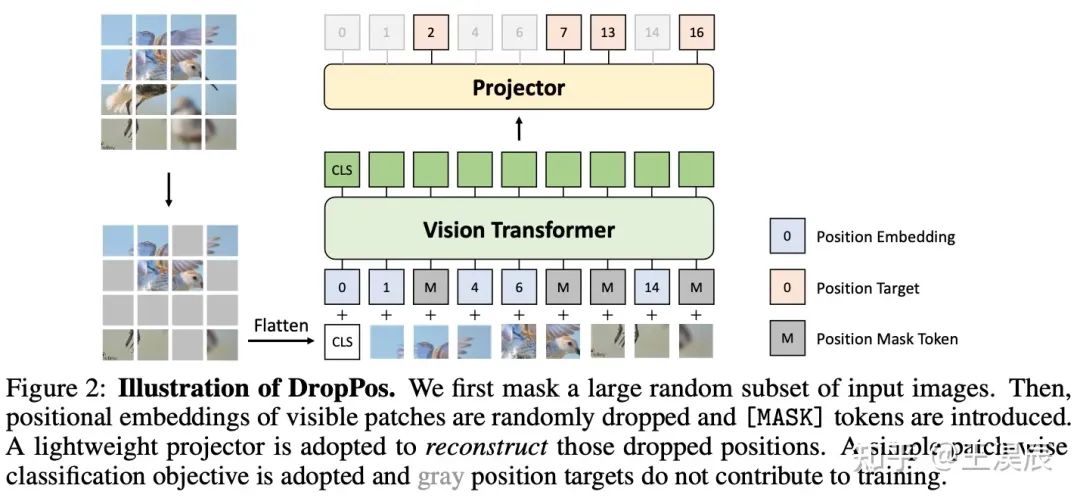 0 1 2 4 6 7 13 14 16
Projector
CLS
Vision Transformer
0 1 M 4 6 M M 14 M
+ + + + + + + + +
Flatten
CLS
0 Position Embedding
0 Position Target
M Position Mask Token
Figure 2: Illustration of DropPos. We first mask a large random subset of input images. Then,
positional embeddings of visible patches are randomly dropped and [MASK] tokens are introduced.
A lightweight projector is adopted to reconstruct those dropped positions. A simple patch-wise
classification objective is adopted and gray position targets do not contribute to training.
知乎 @王淏辰